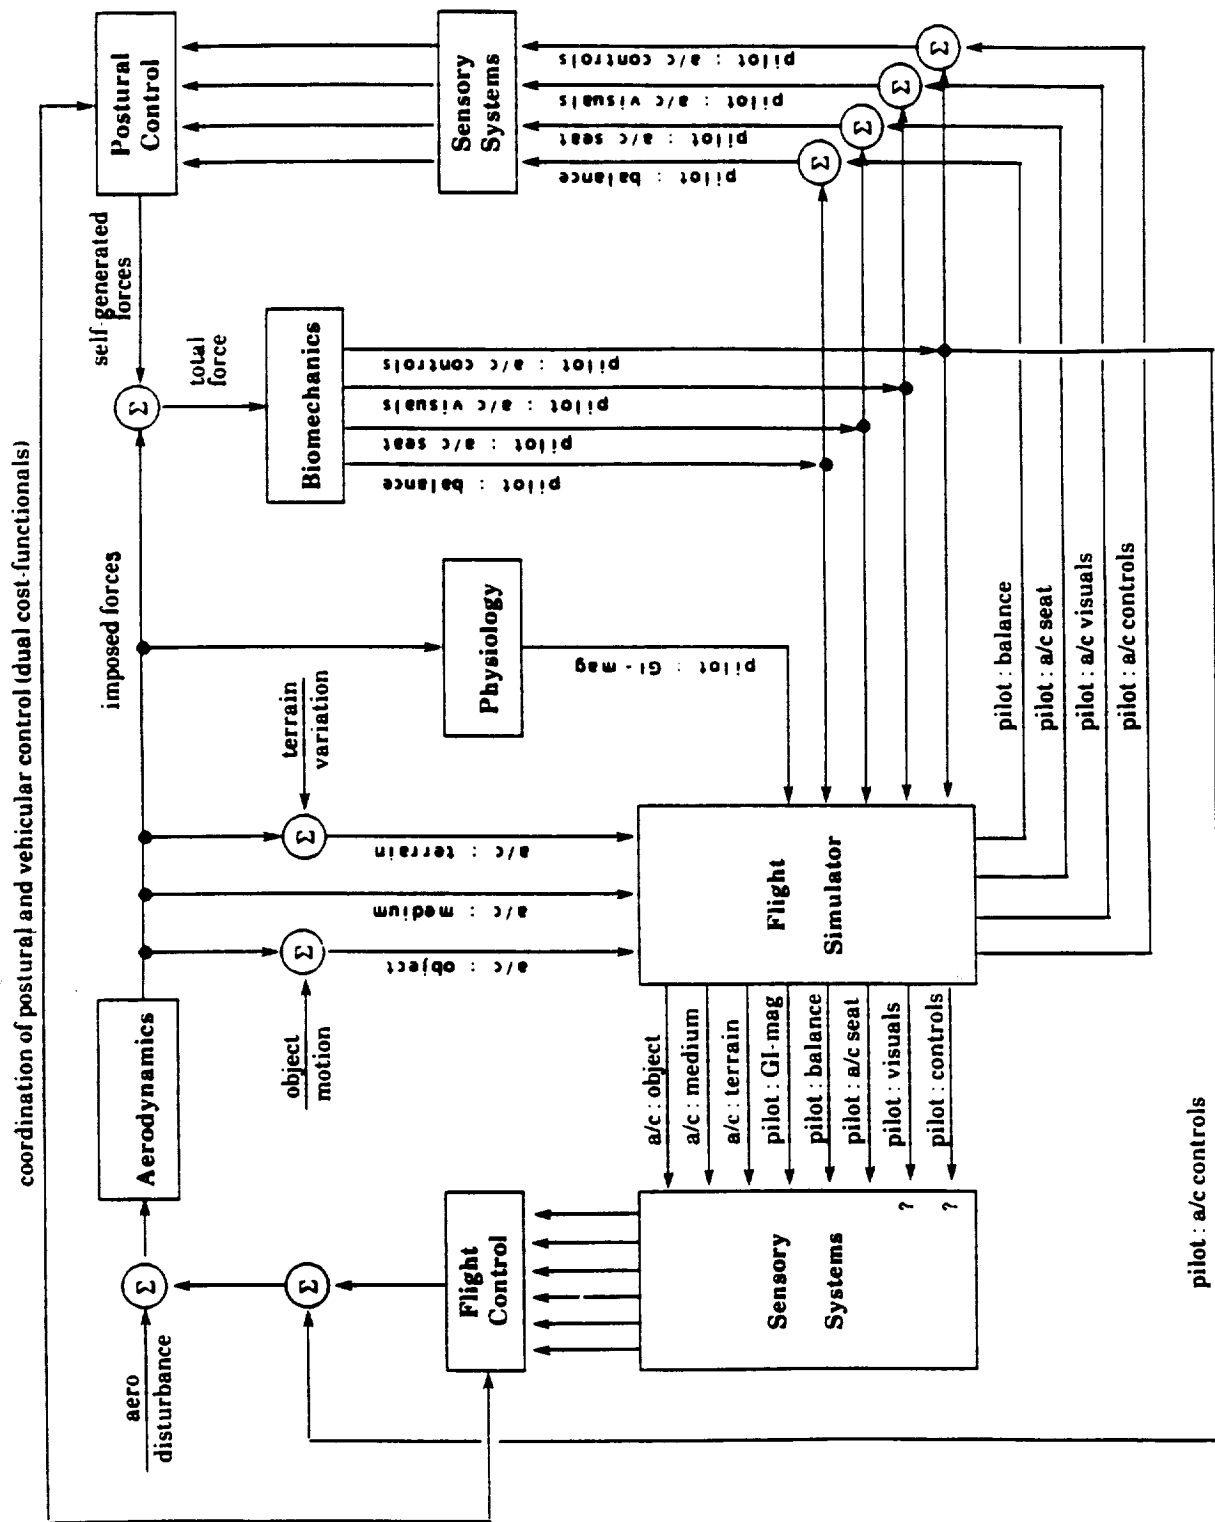 coordination of postural and vehicular control (dual cost-functionals)
aero
disturbance
Σ
Aerodynamics
imposed forces
Σ
self-generated
forces
Postural
Control
total
force
object
motion
Σ
terrain
variation
Σ
Σ
Biomechanics
Flight
Control
a/c : object
a/c : medium
a/c : terrain
Physiology
pilot : GI-mag
pilot : balance
pilot : a/c seat
pilot : a/c visuals
pilot : a/c controls
Sensory
Systems
pilot : balance
pilot : a/c seat
pilot : a/c visuals
pilot : a/c controls
Σ
Σ
Σ
Σ
Sensory
Systems
?
?
a/c : object
a/c : medium
a/c : terrain
pilot : GI-mag
pilot : balance
pilot : a/c seat
pilot : visuals
pilot : controls
Flight
Simulator
pilot : balance
pilot : a/c seat
pilot : a/c visuals
pilot : a/c controls
pilot : a/c controls